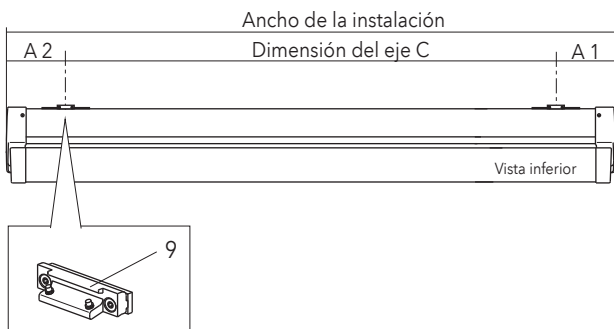 Ancho de la instalación
A 2
Dimensión del eje C
A 1
Vista inferior
9